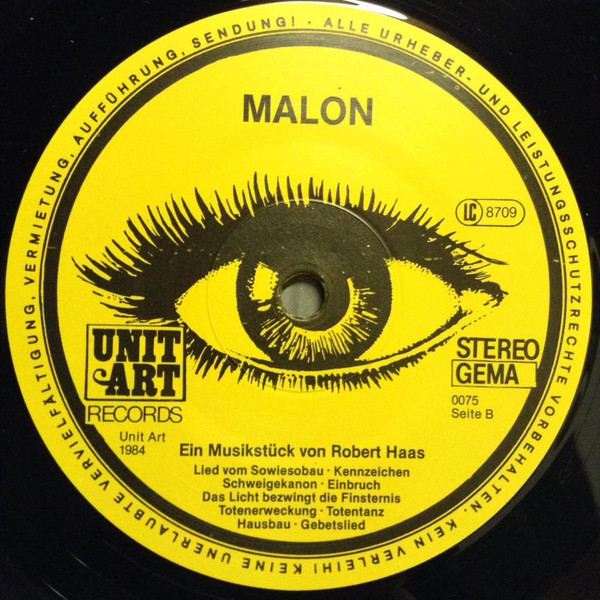 MALON
LC 8709
UNIT
ART
RECORDS
Unit Art
1984
STEREO
GEMA
0075
Seite B
Ein Musikstück von Robert Haas
Lied vom Sowiesobau · Kennzeichen
Schweigekanon · Einbruch
Das Licht bezwingt die Finsternis
Totenerweckung · Totentanz
Hausbau · Gebetslied
ALLE URHEBER- UND LEISTUNGSSCHUTZRECHTE VORBEHALTEN. KEIN VERLEIH! KEINE UNERLAUBTE VERVIELFÄLTIGUNG, VERMIETUNG, AUFFÜHRUNG, SENDUNG! ·